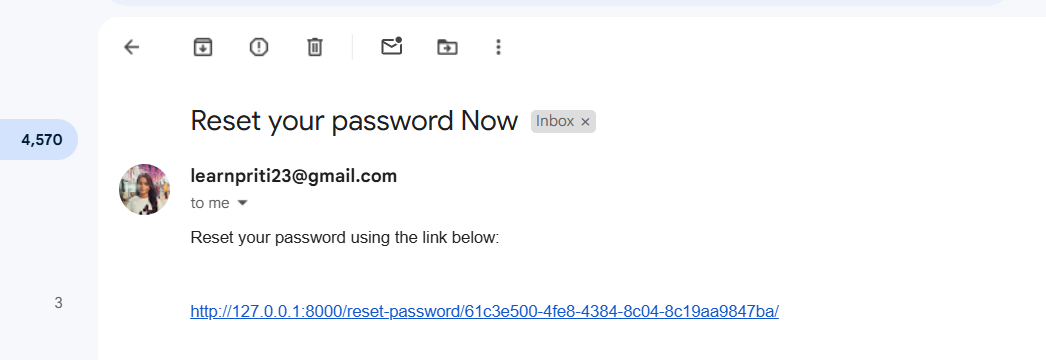 Reset your password Now Inbox ×
4,570
learnpriti23@gmail.com
to me
Reset your password using the link below:
3
http://127.0.0.1:8000/reset-password/61c3e500-4fe8-4384-8c04-8c19aa9847ba/